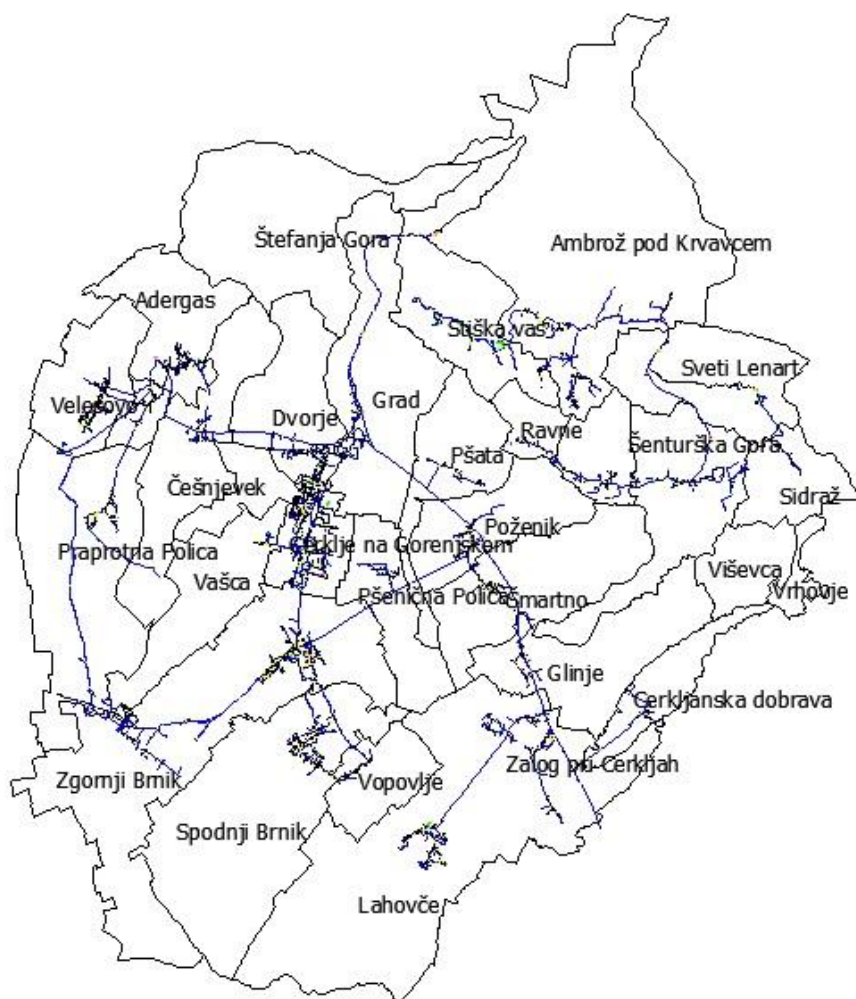 Štefanja Gora
Ambrož pod Krvavcem
Adergas
Stiška vas
Sveti Lenart
Velesovo
Dvorje
Grad
Ravne
Pšata
Šenturška Gora
Češnjevek
Sidraž
Poženik
Cerklje na Gorenjskem
Praprotna Polica
Vašca
Viševca
Pšenična Polica
Šmartno
Vrhovje
Glinje
Cerkljanska dobrava
Zgornji Brnik
Vopovlje
Zalog pri Cerkljah
Spodnji Brnik
Lahovče